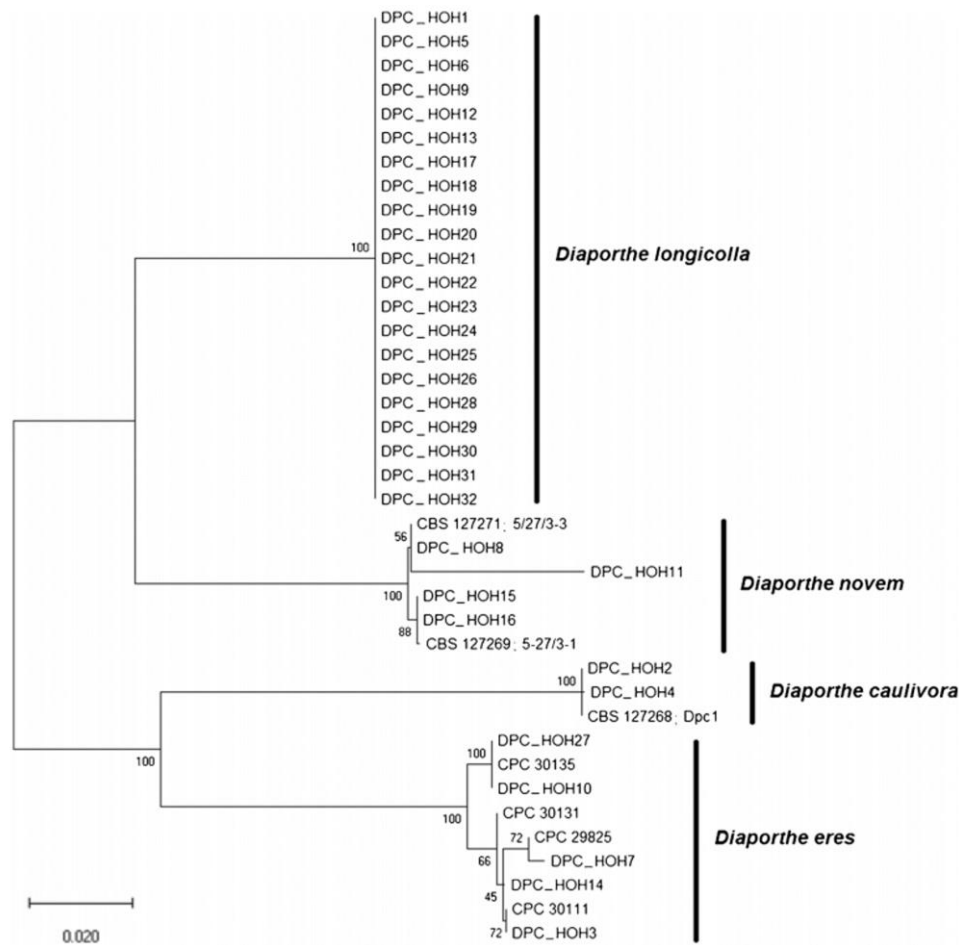 DPC_HOH1
DPC_HOH5
DPC_HOH6
DPC_HOH9
DPC_HOH12
DPC_HOH13
DPC_HOH17
DPC_HOH18
DPC_HOH19
DPC_HOH20
100
DPC_HOH21
Diaporthe longicolla
DPC_HOH22
DPC_HOH23
DPC_HOH24
DPC_HOH25
DPC_HOH26
DPC_HOH28
DPC_HOH29
DPC_HOH30
DPC_HOH31
DPC_HOH32
CBS 127271; 5/27/3-3
56
DPC_HOH8
DPC_HOH11
Diaporthe novem
100
DPC_HOH15
DPC_HOH16
88
CBS 127269; 5-27/3-1
DPC_HOH2
100
DPC_HOH4
Diaporthe caulivora
CBS 127268; Dpc1
DPC_HOH27
100
100
CPC 30135
DPC_HOH10
CPC 30131
100
72
CPC 29825
Diaporthe eres
66
DPC_HOH7
DPC_HOH14
45
CPC 30111
72
DPC_HOH3
0.020